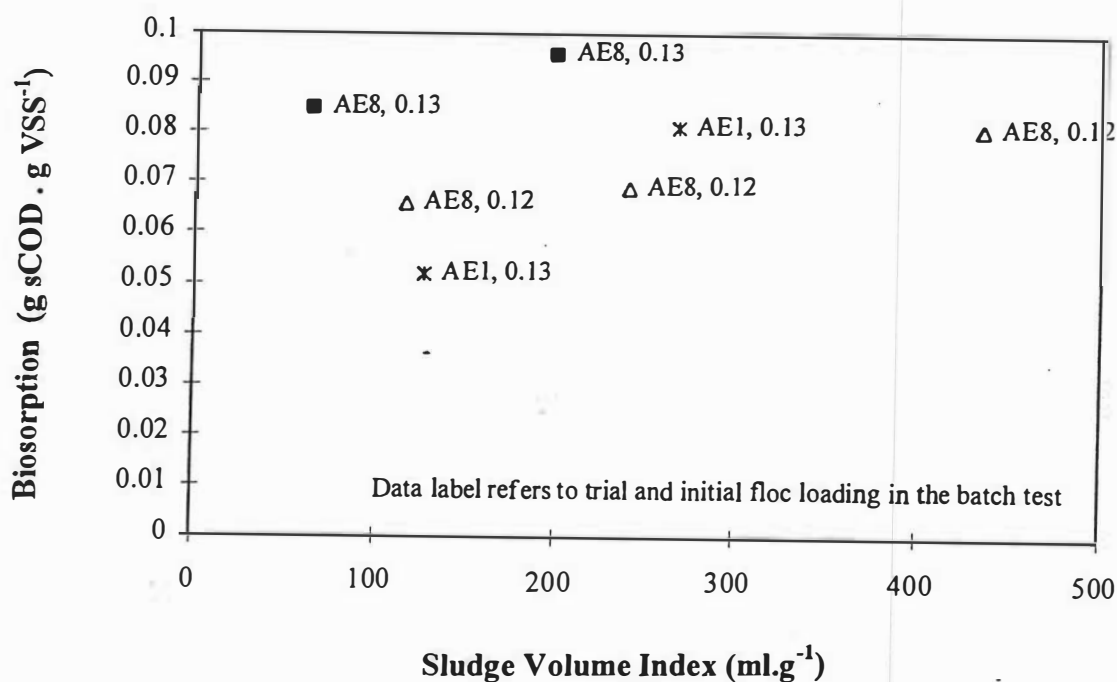 Biosorption (g sCOD . g VSS⁻¹)
0.1
0.09
0.08
0.07
0.06
0.05
0.04
0.03
0.02
0.01
0
AE8, 0.13
AE8, 0.13
AE1, 0.13
AE8, 0.12
AE8, 0.12
AE8, 0.12
AE1, 0.13
Data label refers to trial and initial floc loading in the batch test
0 100 200 300 400 500
Sludge Volume Index (ml.g⁻¹)